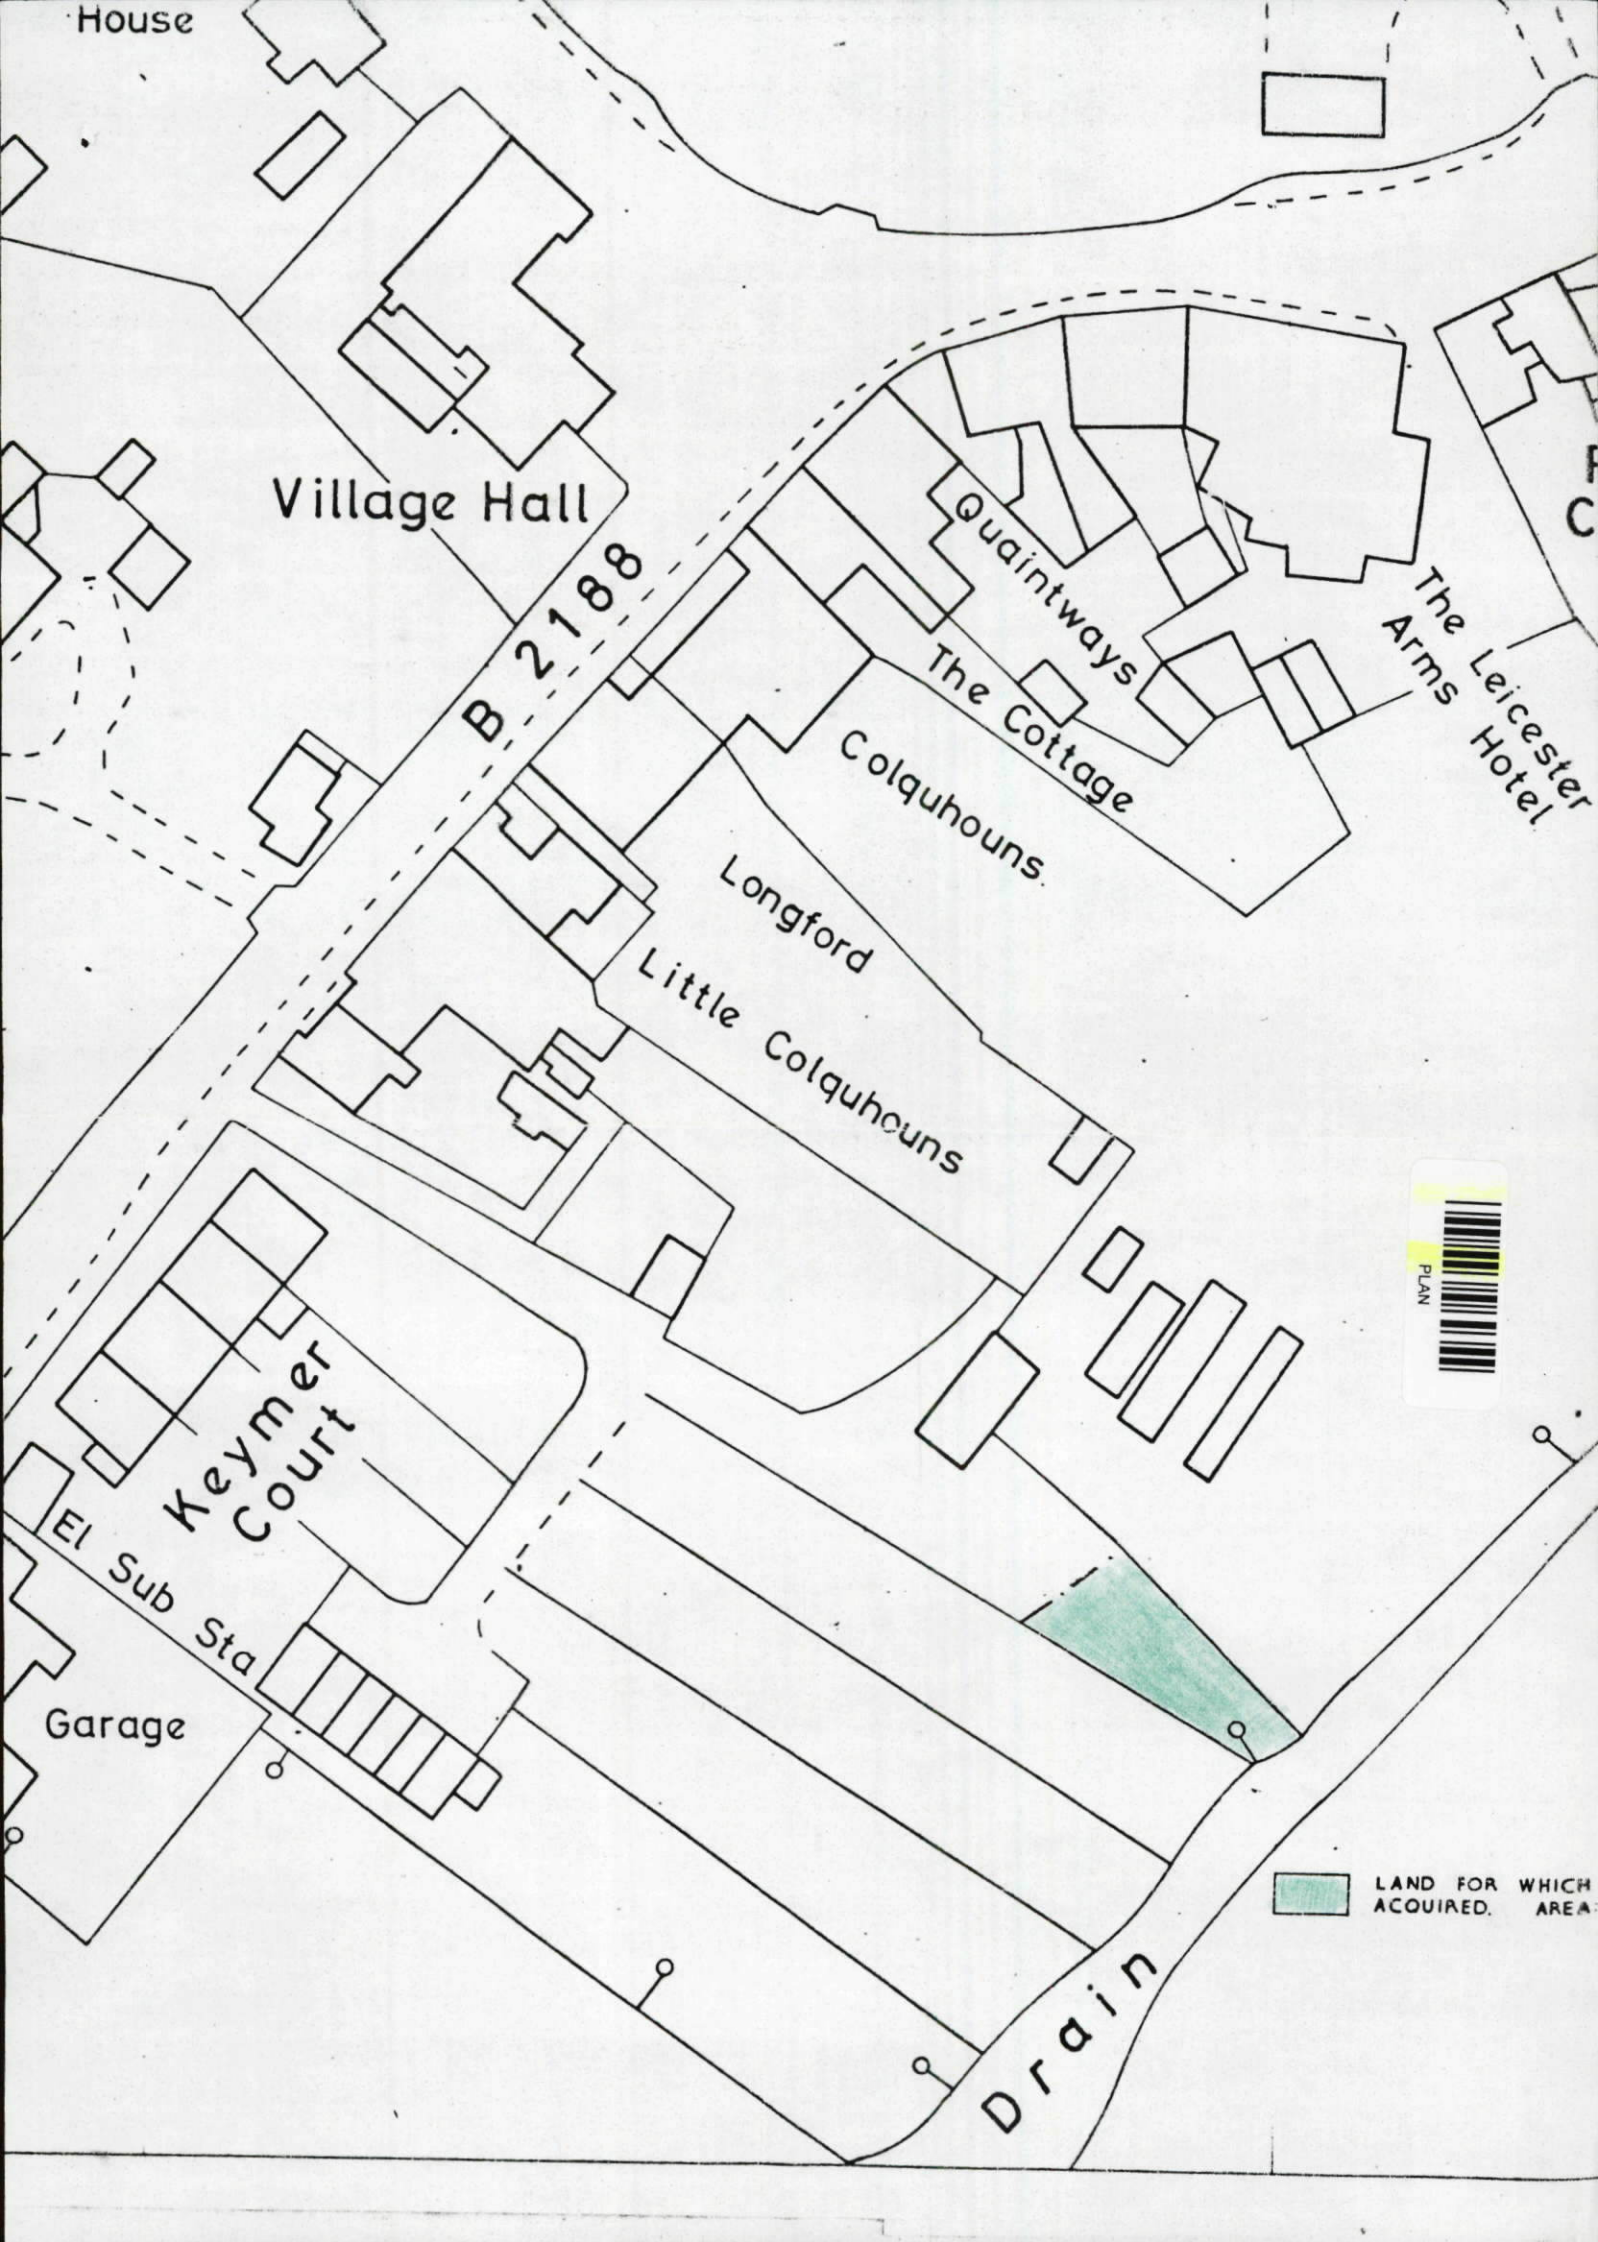 House
Village Hall
B 2188
Quaintways
The Cottage
The Leicester
Arms Hotel
Colquhouns.
Longford
Little Colquhouns
Keymer
Court
El Sub Sta
Garage
PLAN
LAND FOR WHICH
ACQUIRED. AREA
Drain